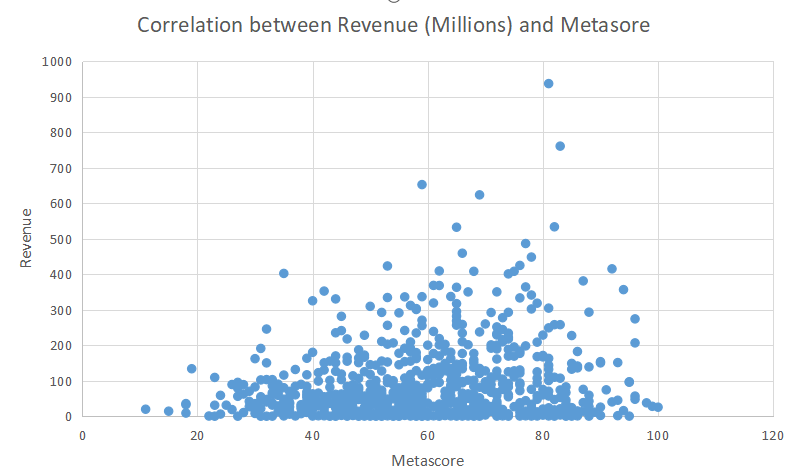 Correlation between Revenue (Millions) and Metasore
1000
900
800
700
600
500
400
300
200
100
0
Revenue
0 20 40 60 80 100 120
Metascore